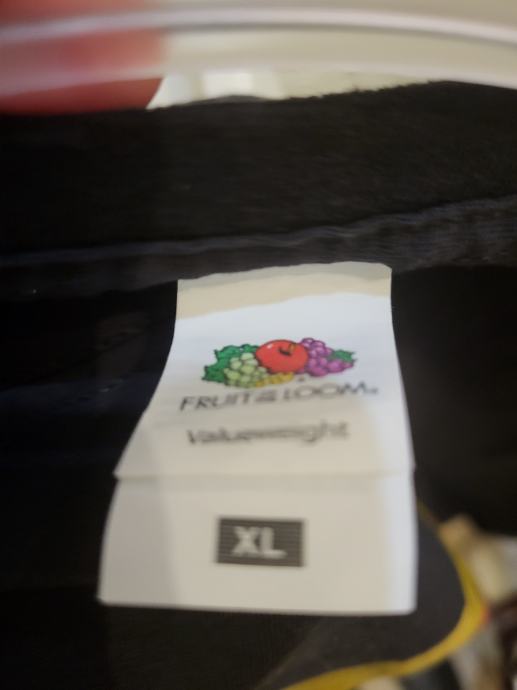 FRUIT OF THE LOOM®
Valueweight
XL